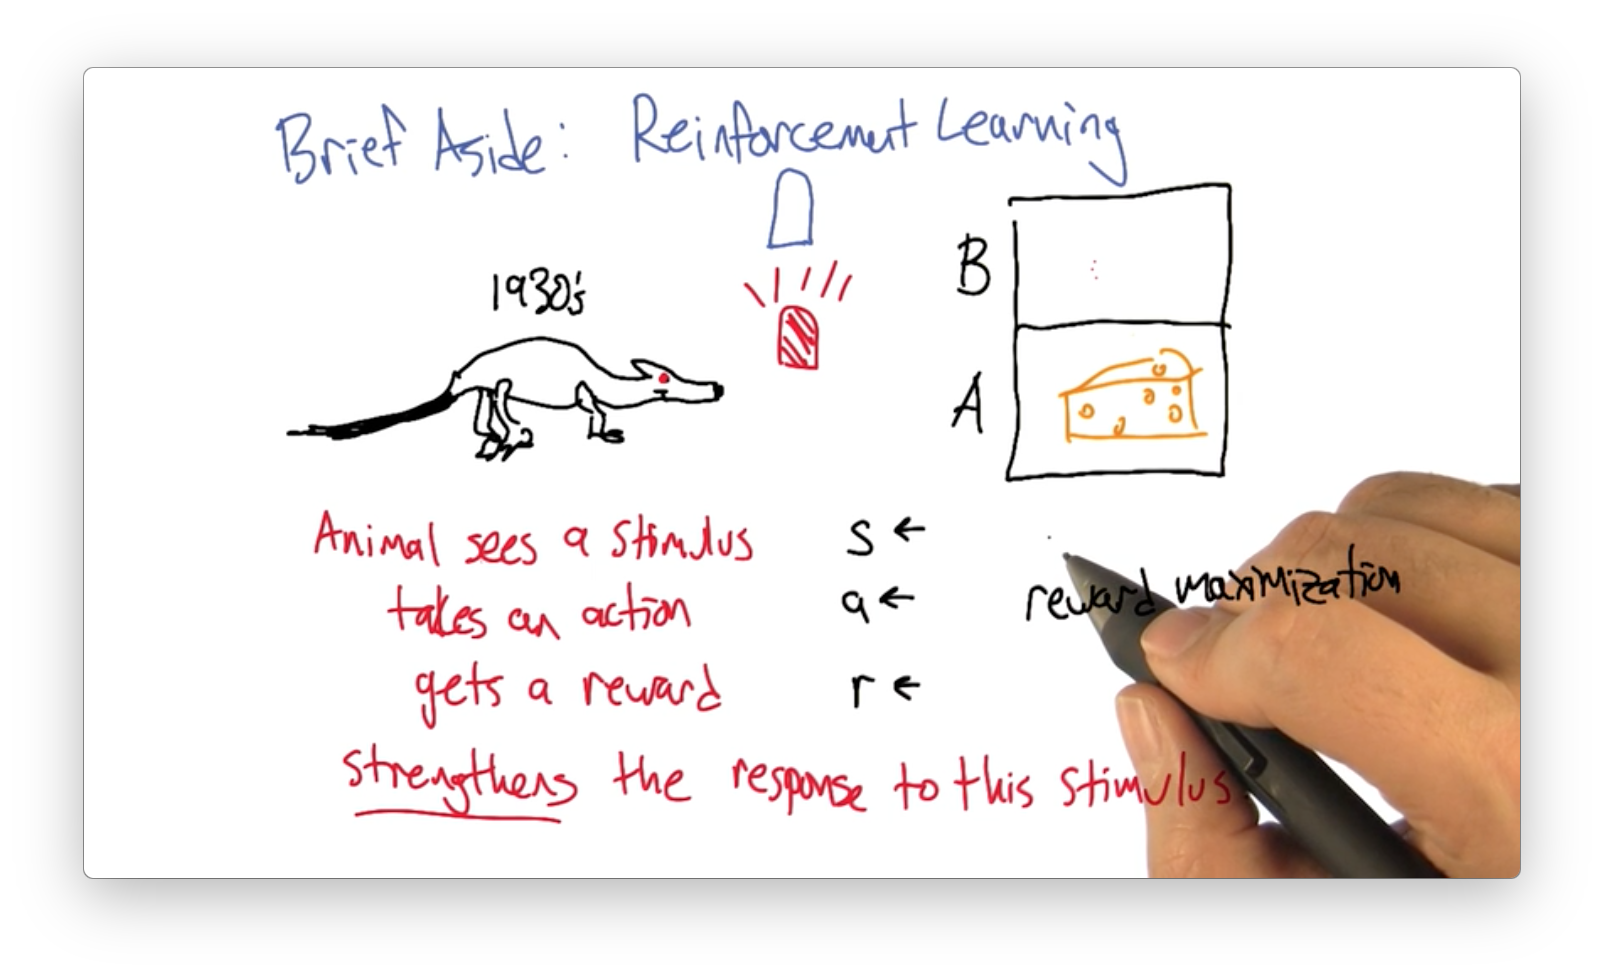 Brief Aside: Reinforcement Learning
1930's
B
A
Animal sees a stimulus s ←
takes an action a ← reward maximization
gets a reward r ←
strengthens the response to this stimulus